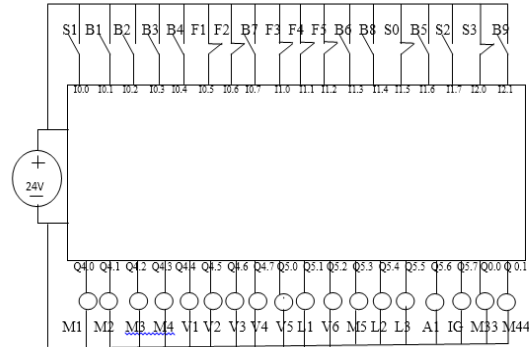 S1 B1 B2 B3 B4 F1 F2 B7 F3 F4 F5 B6 B8 S0 B5 S2 S3 B9
I0.0 I0.1 I0.2 I0.3 I0.4 I0.5 I0.6 I0.7 I1.0 I1.1 I1.2 I1.3 I1.4 I1.5 I1.6 I1.7 I2.0 I2.1
+
24V
Q4.0 Q4.1 Q4.2 Q4.3 Q4.4 Q4.5 Q4.6 Q4.7 Q5.0 Q5.1 Q5.2 Q5.3 Q5.4 Q5.5 Q5.6 Q5.7 Q0.0 Q 0.1
M1 M2 M3 M4 V1 V2 V3 V4 V5 L1 V6 M5 L2 L3 A1 IG M33 M44